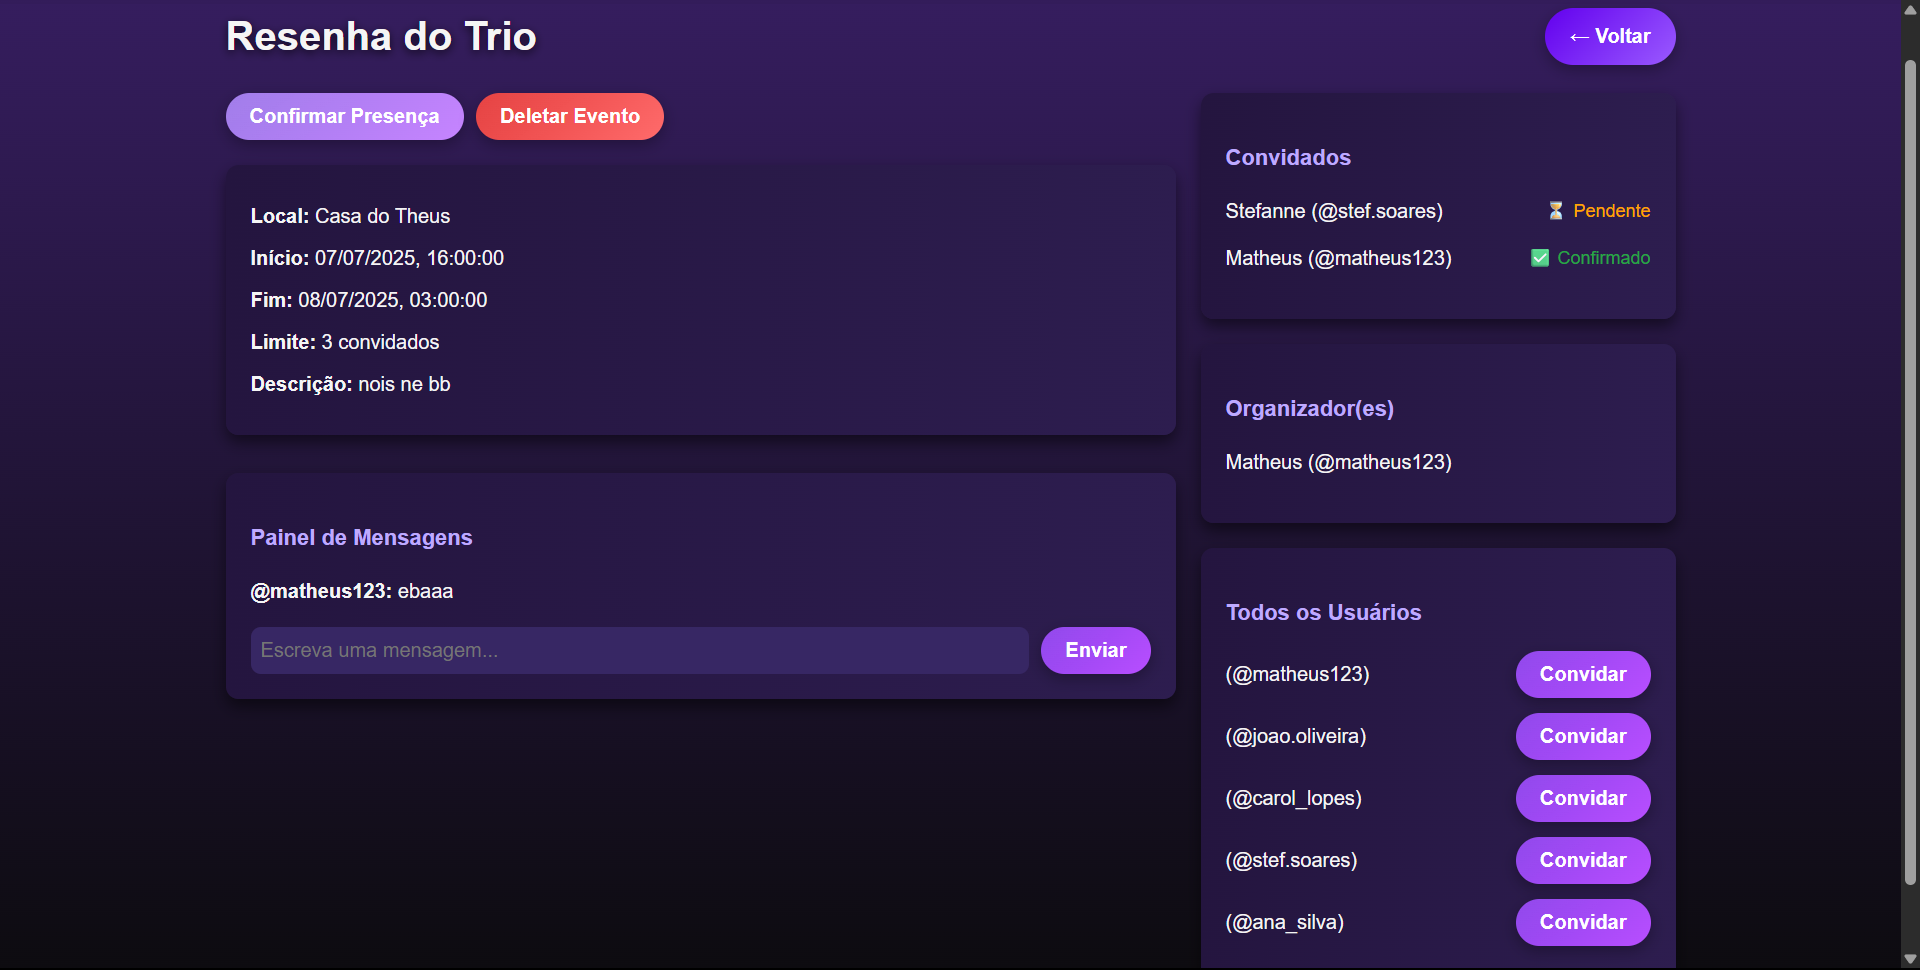 Resenha do Trio
← Voltar
Confirmar Presença
Deletar Evento
Local: Casa do Theus
Início: 07/07/2025, 16:00:00
Fim: 08/07/2025, 03:00:00
Limite: 3 convidados
Descrição: nois ne bb
Painel de Mensagens
@matheus123: ebaaa
Escreva uma mensagem...
Enviar
Convidados
Stefanne (@stef.soares) ⏳ Pendente
Matheus (@matheus123) ✅ Confirmado
Organizador(es)
Matheus (@matheus123)
Todos os Usuários
(@matheus123) Convidar
(@joao.oliveira) Convidar
(@carol_lopes) Convidar
(@stef.soares) Convidar
(@ana_silva) Convidar